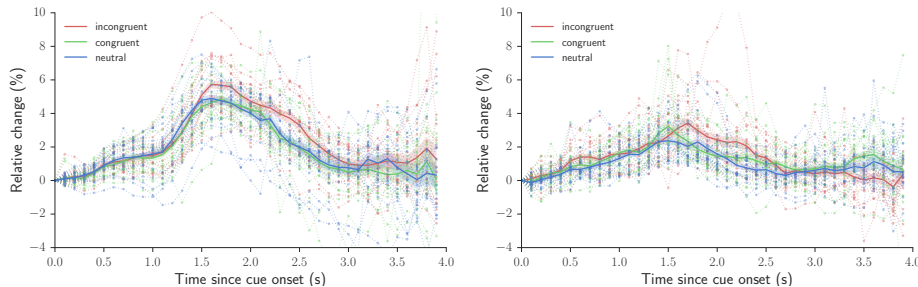 10
8
6
4
2
0
−2
−4
Relative change (%)
incongruent
congruent
neutral
0.0 0.5 1.0 1.5 2.0 2.5 3.0 3.5 4.0
Time since cue onset (s)
10
8
6
4
2
0
−2
−4
Relative change (%)
incongruent
congruent
neutral
0.0 0.5 1.0 1.5 2.0 2.5 3.0 3.5 4.0
Time since cue onset (s)